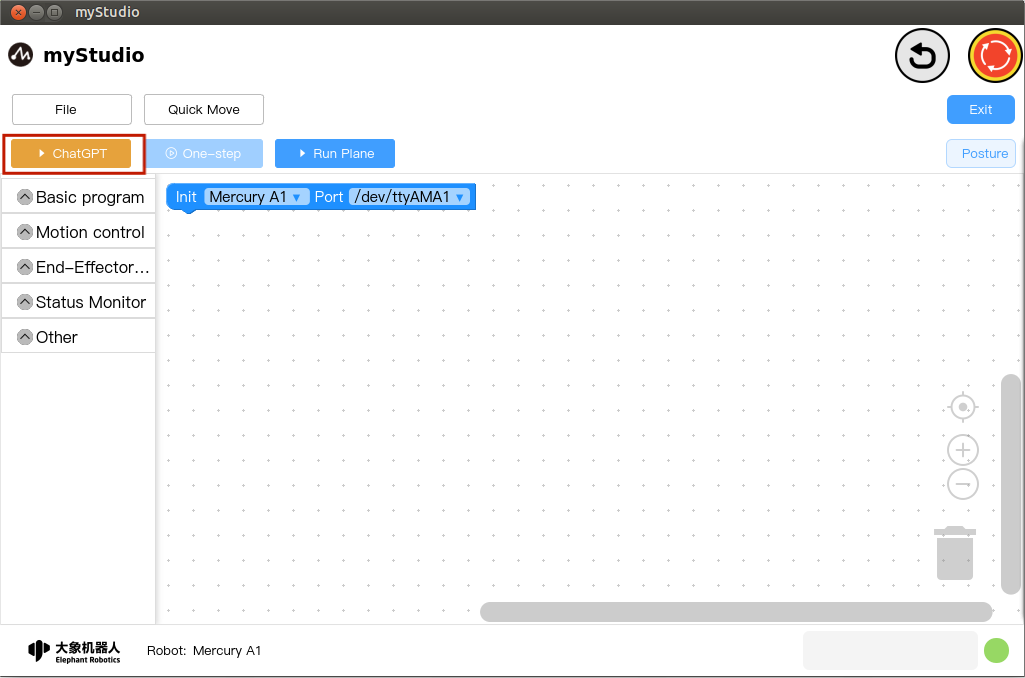 myStudio
myStudio
File
Quick Move
Exit
ChatGPT
One-step
Run Plane
Posture
Basic program
Init Mercury A1 Port /dev/ttyAMA1
Motion control
End-Effector...
Status Monitor
Other
大象机器人
Elephant Robotics
Robot: Mercury A1